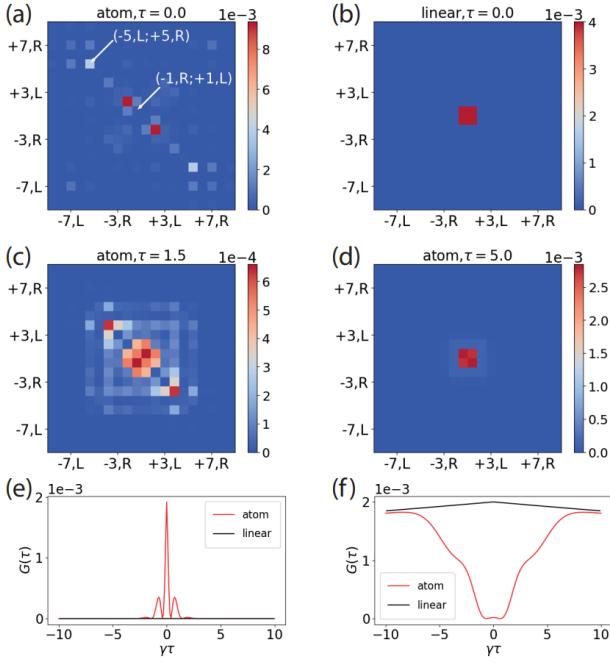 (a) atom, τ = 0.0 1e−3
(-5,L;+5,R)
(-1,R;+1,L)
+7,R
+3,L
-3,R
-7,L
8
6
4
2
0
-7,L -3,R +3,L +7,R
(b) linear, τ = 0.0 1e−3
+7,R
+3,L
-3,R
-7,L
4
3
2
1
0
-7,L -3,R +3,L +7,R
(c) atom, τ = 1.5 1e−4
+7,R
+3,L
-3,R
-7,L
6
5
4
3
2
1
0
-7,L -3,R +3,L +7,R
(d) atom, τ = 5.0 1e−3
+7,R
+3,L
-3,R
-7,L
2.5
2.0
1.5
1.0
0.5
0.0
-7,L -3,R +3,L +7,R
(e) 1e−3
2
1
0
G(τ)
atom
linear
−10 −5 0 5 10
γτ
(f) 1e−3
2
1
0
G(τ)
atom
linear
−10 −5 0 5 10
γτ